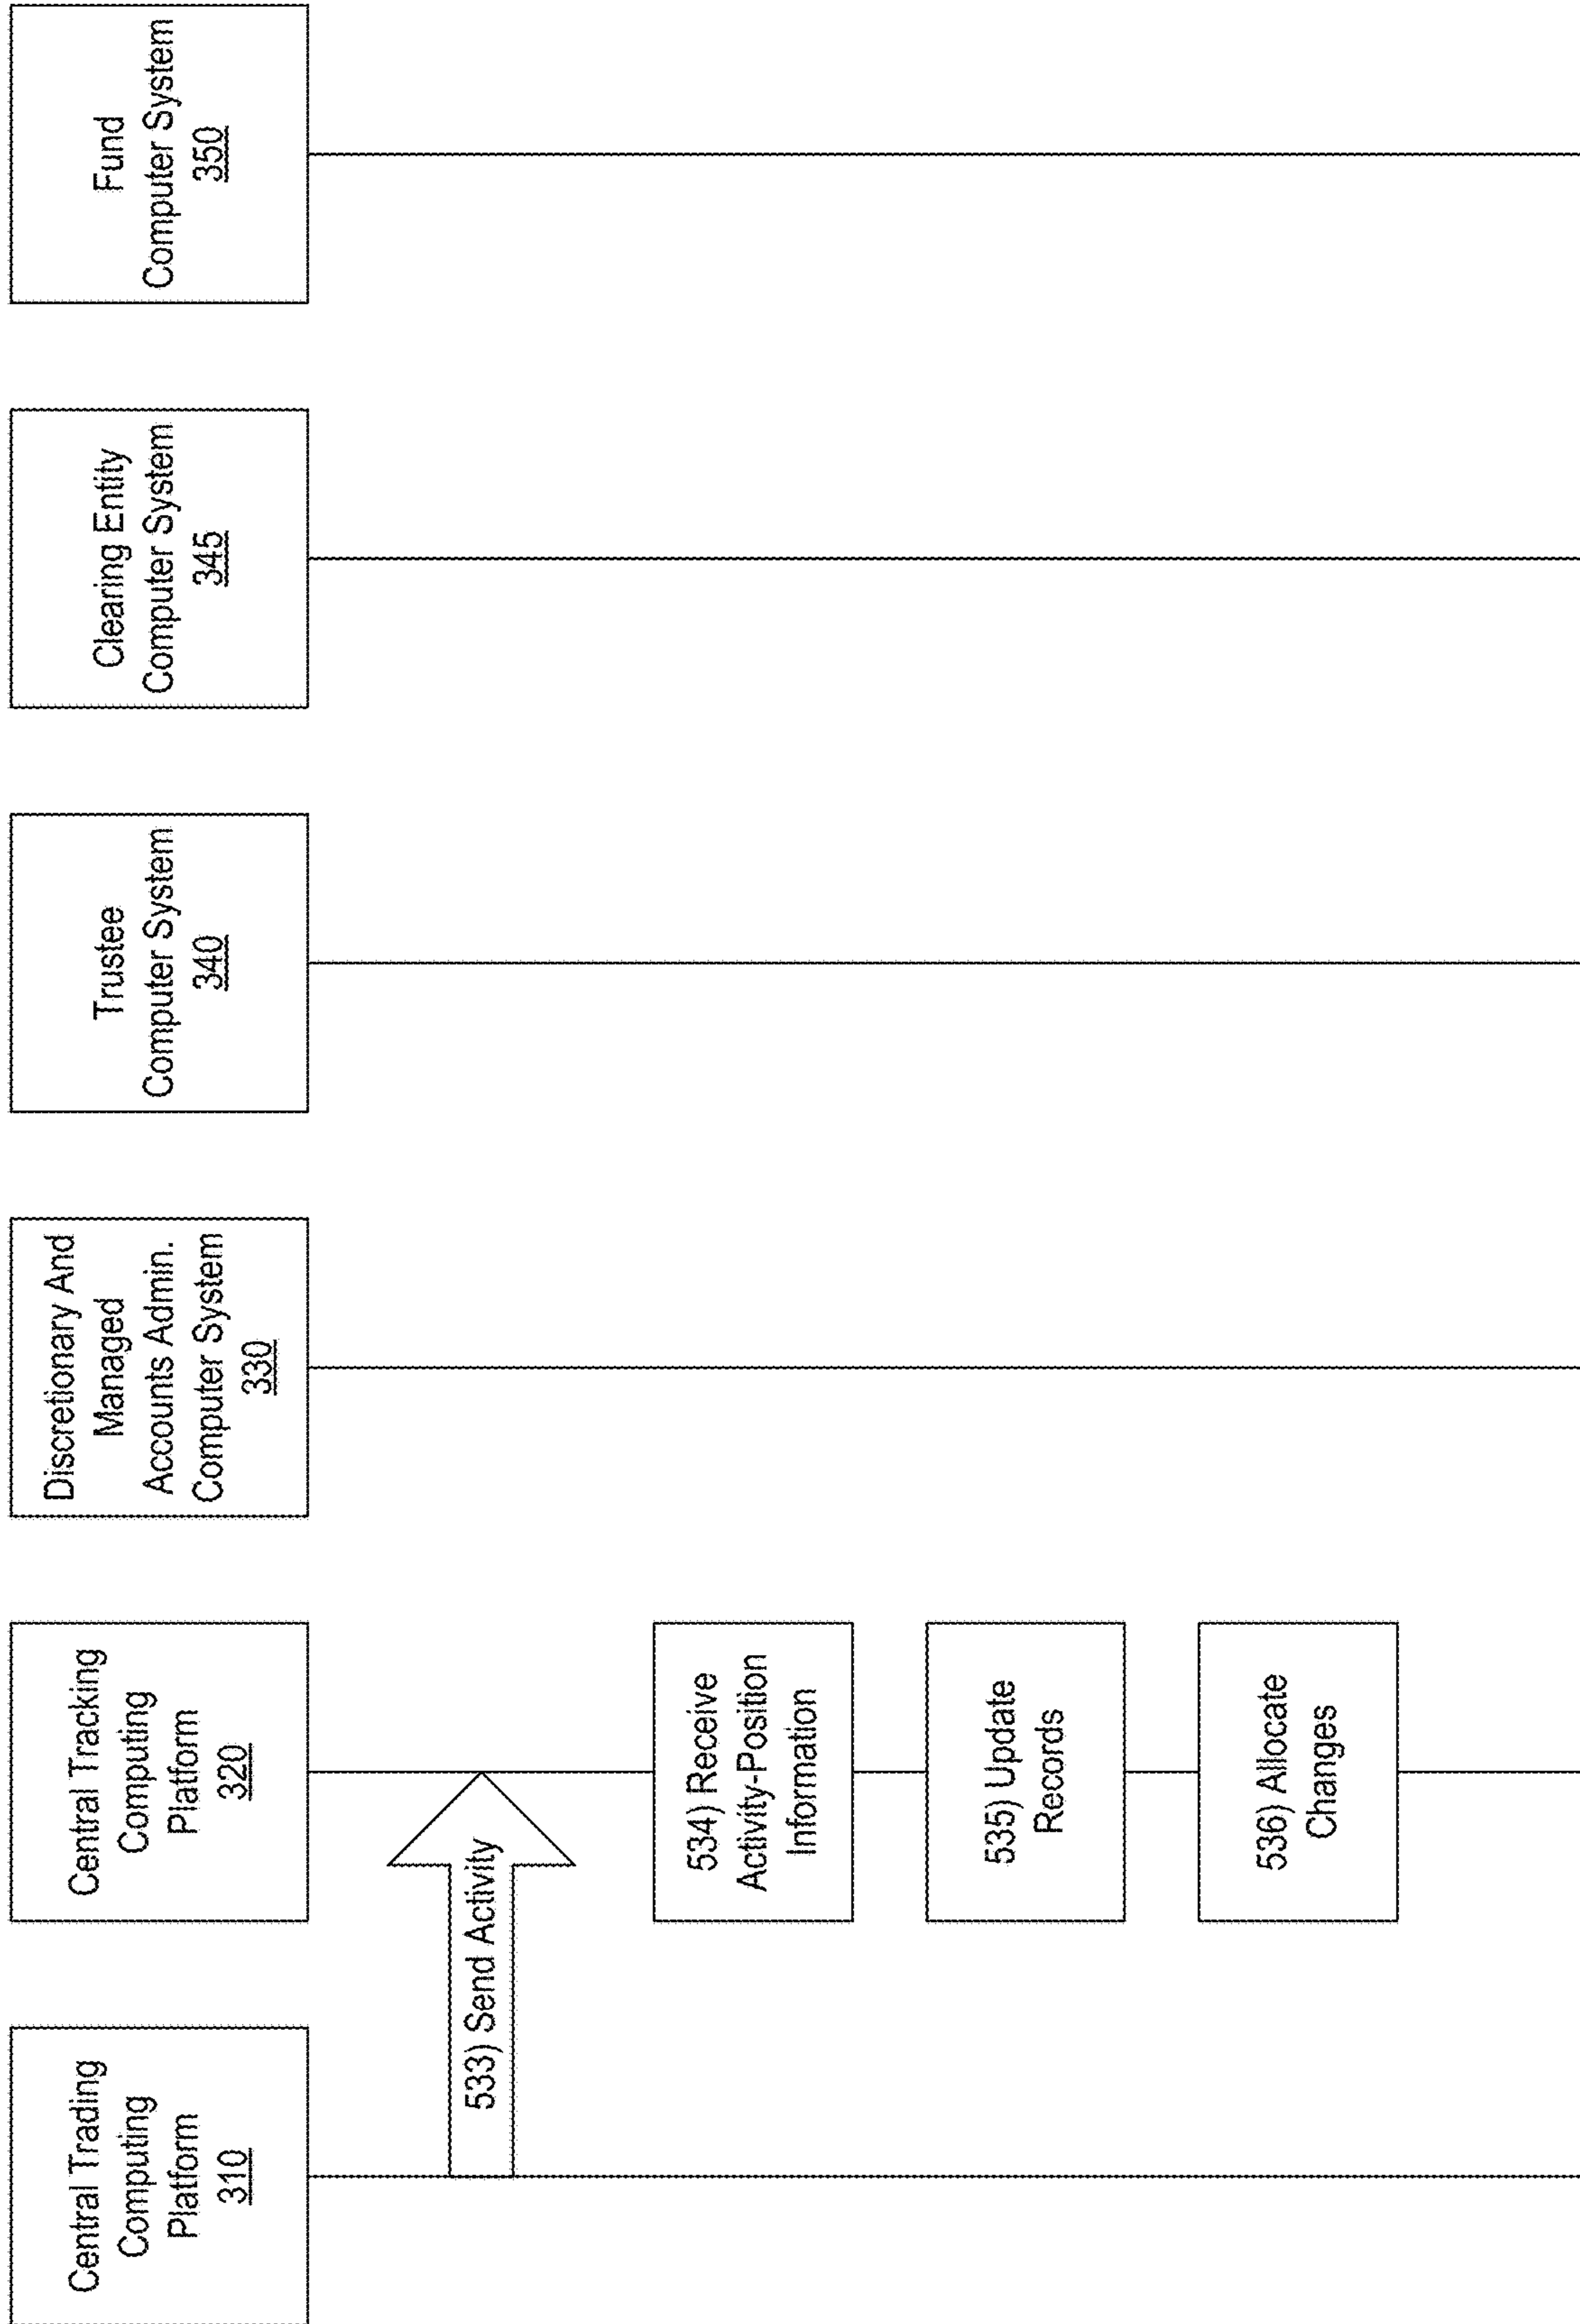 Central Trading
Computing
Platform
310
Central Tracking
Computing
Platform
320
Discretionary And
Managed
Accounts Admin.
Computer System
330
Trustee
Computer System
340
Clearing Entity
Computer System
345
Fund
Computer System
350
533) Send Activity
534) Receive
Activity-Position
Information
535) Update
Records
536) Allocate
Changes